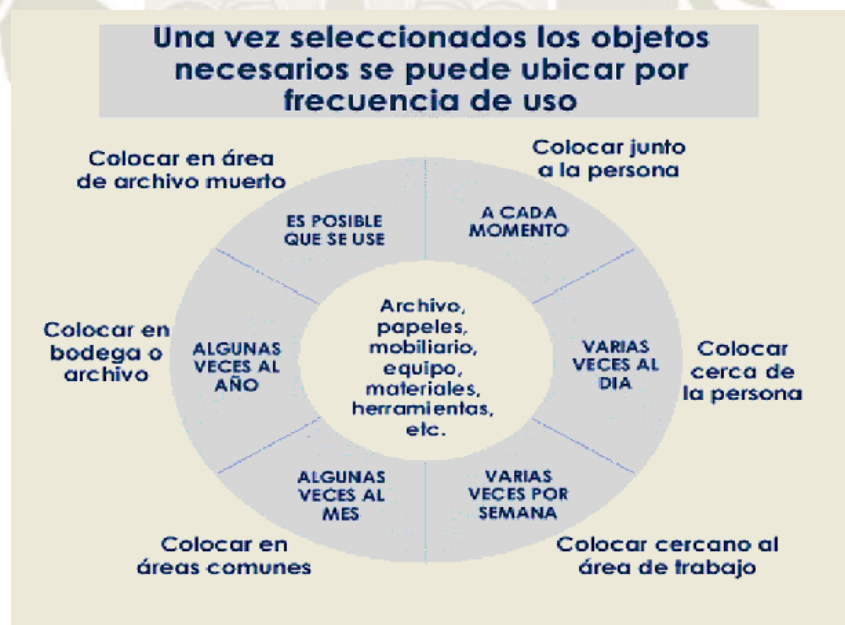 Una vez seleccionados los objetos
necesarios se puede ubicar por
frecuencia de uso
Colocar junto
a la persona
A CADA
MOMENTO
Colocar cerca de
la persona
VARIAS
VECES AL
DIA
Colocar cercano al
área de trabajo
VARIAS
VECES POR
SEMANA
Colocar en
áreas comunes
ALGUNAS
VECES AL
MES
Colocar en
bodega o
archivo
ALGUNAS
VECES AL
AÑO
Colocar en área
de archivo muerto
ES POSIBLE
QUE SE USE
Archivo,
papeles,
mobiliario,
equipo,
materiales,
herramientas,
etc.